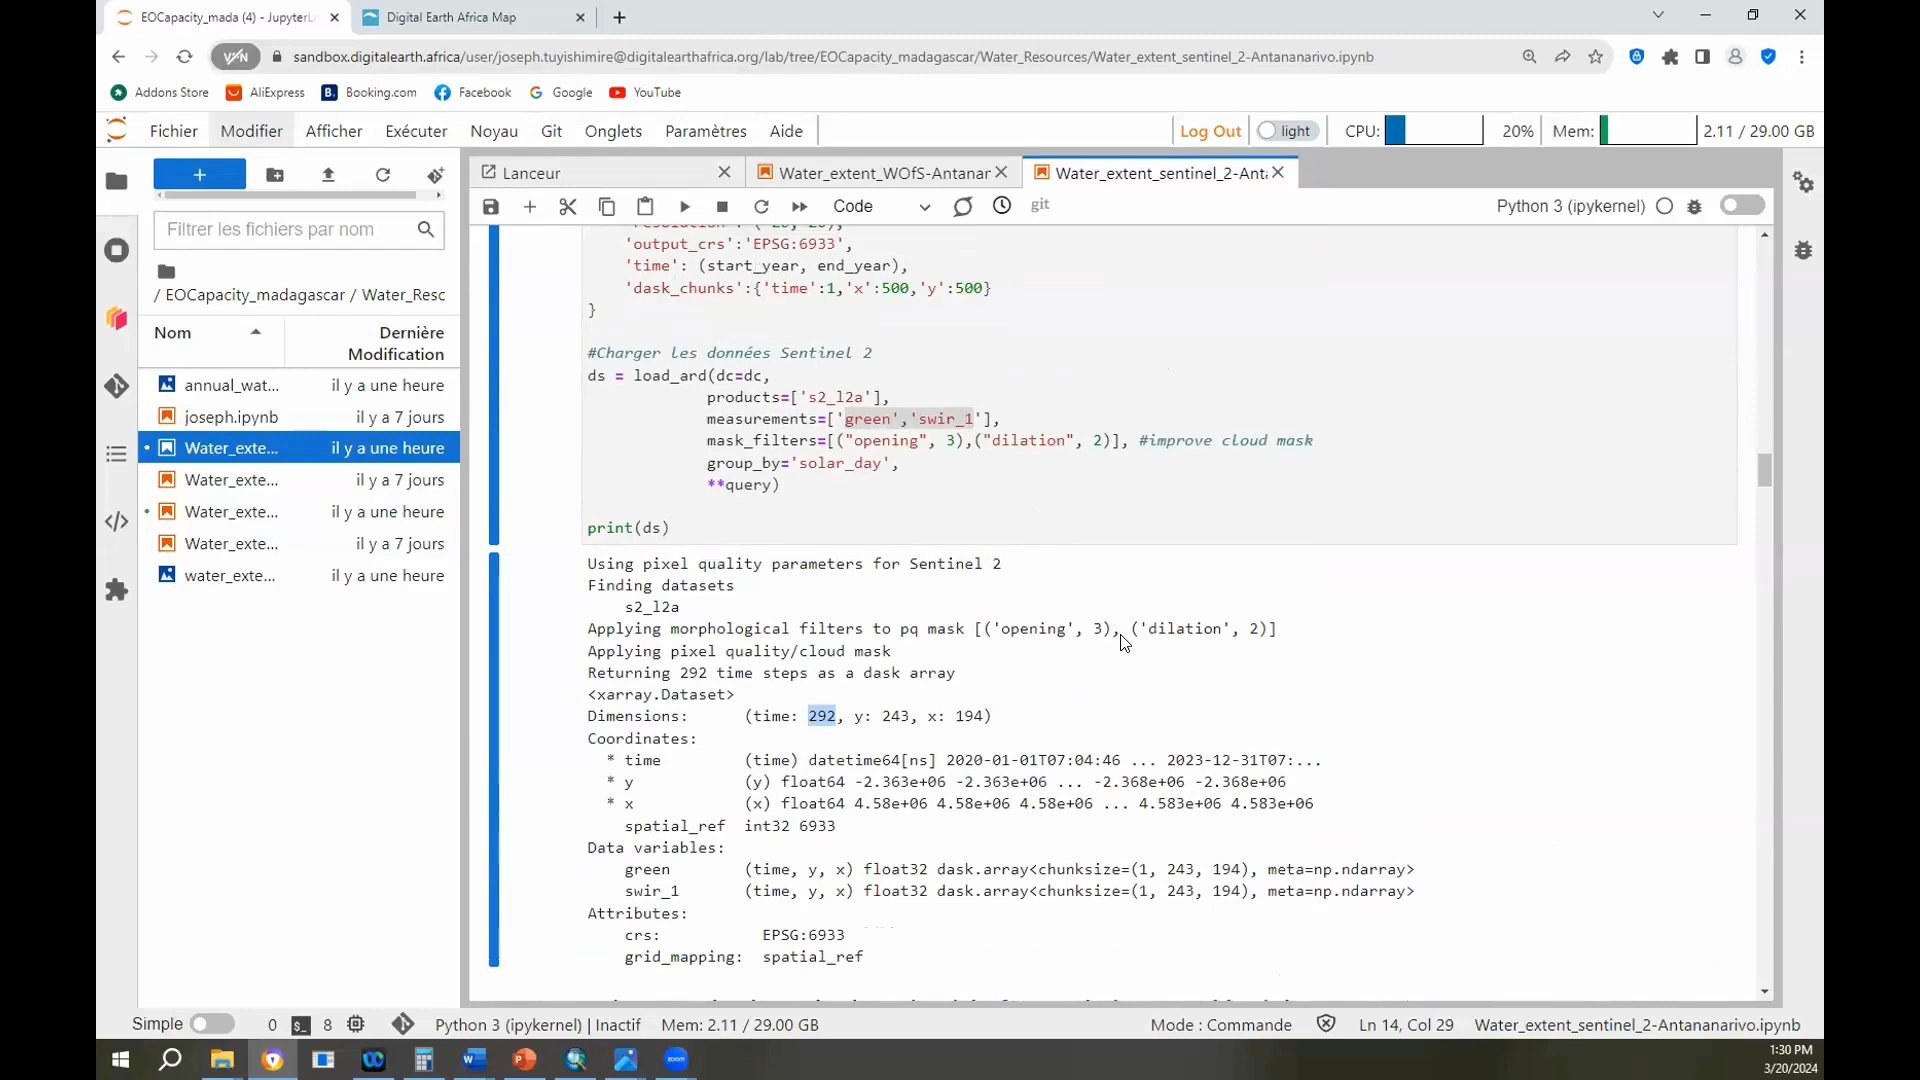 EOCapacity_mada (4) - JupyterL
Digital Earth Africa Map
sandbox.digitalearth.africa/user/joseph.tuyishimire@digitalearthafrica.org/lab/tree/EOCapacity_madagascar/Water_Resources/Water_extent_sentinel_2-Antananarivo.ipynb
Addons Store
AliExpress
Booking.com
Facebook
Google
YouTube
Fichier
Modifier
Afficher
Exécuter
Noyau
Git
Onglets
Paramètres
Aide
Log Out
light
CPU:
20%
Mem:
2.11 / 29.00 GB
Filtrer les fichiers par nom
/ EOCapacity_madagascar / Water_Resc
Nom
Dernière
Modification
annual_wat... il y a une heure
joseph.ipynb il y a 7 jours
Water_exte... il y a une heure
Water_exte... il y a 7 jours
Water_exte... il y a une heure
Water_exte... il y a 7 jours
water_exte... il y a une heure
Lanceur
Water_extent_WOfS-Antanar
Water_extent_sentinel_2-Anta
Code
git
Python 3 (ipykernel)
'output_crs':'EPSG:6933',
'time': (start_year, end_year),
'dask_chunks':{'time':1,'x':500,'y':500}
}
#Charger les données Sentinel 2
ds = load_ard(dc=dc,
products=['s2_l2a'],
measurements=['green','swir_1'],
mask_filters=[("opening", 3),("dilation", 2)], #improve cloud mask
group_by='solar_day',
**query)
print(ds)
Using pixel quality parameters for Sentinel 2
Finding datasets
s2_l2a
Applying morphological filters to pq mask [('opening', 3), ('dilation', 2)]
Applying pixel quality/cloud mask
Returning 292 time steps as a dask array
<xarray.Dataset>
Dimensions: (time: 292, y: 243, x: 194)
Coordinates:
* time (time) datetime64[ns] 2020-01-01T07:04:46 ... 2023-12-31T07:...
* y (y) float64 -2.363e+06 -2.363e+06 ... -2.368e+06 -2.368e+06
* x (x) float64 4.58e+06 4.58e+06 4.58e+06 ... 4.583e+06 4.583e+06
spatial_ref int32 6933
Data variables:
green (time, y, x) float32 dask.array<chunksize=(1, 243, 194), meta=np.ndarray>
swir_1 (time, y, x) float32 dask.array<chunksize=(1, 243, 194), meta=np.ndarray>
Attributes:
crs: EPSG:6933
grid_mapping: spatial_ref
Simple
0
8
Python 3 (ipykernel) | Inactif
Mem: 2.11 / 29.00 GB
Mode : Commande
Ln 14, Col 29
Water_extent_sentinel_2-Antananarivo.ipynb
1:30 PM
3/20/2024